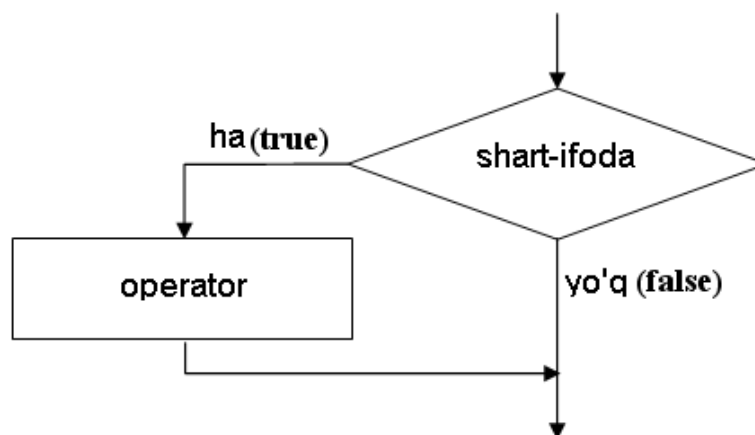 ha (true)
shart-ifoda
operator
yo'q (false)